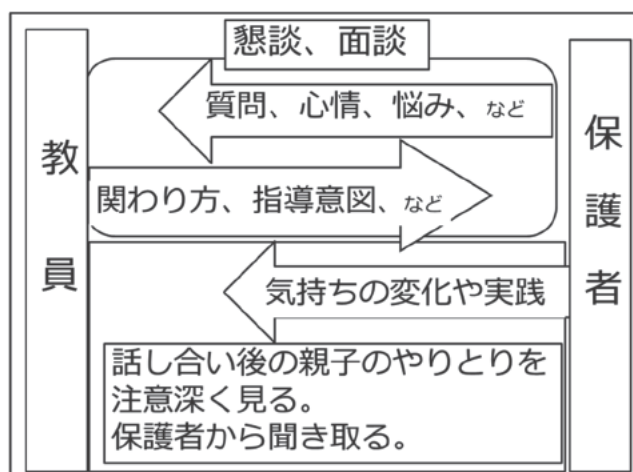 懇談、面談
質問、心情、悩み、など
教員
保護者
関わり方、指導意図、など
気持ちの変化や実践
話し合い後の親子のやりとりを
注意深く見る。
保護者から聞き取る。